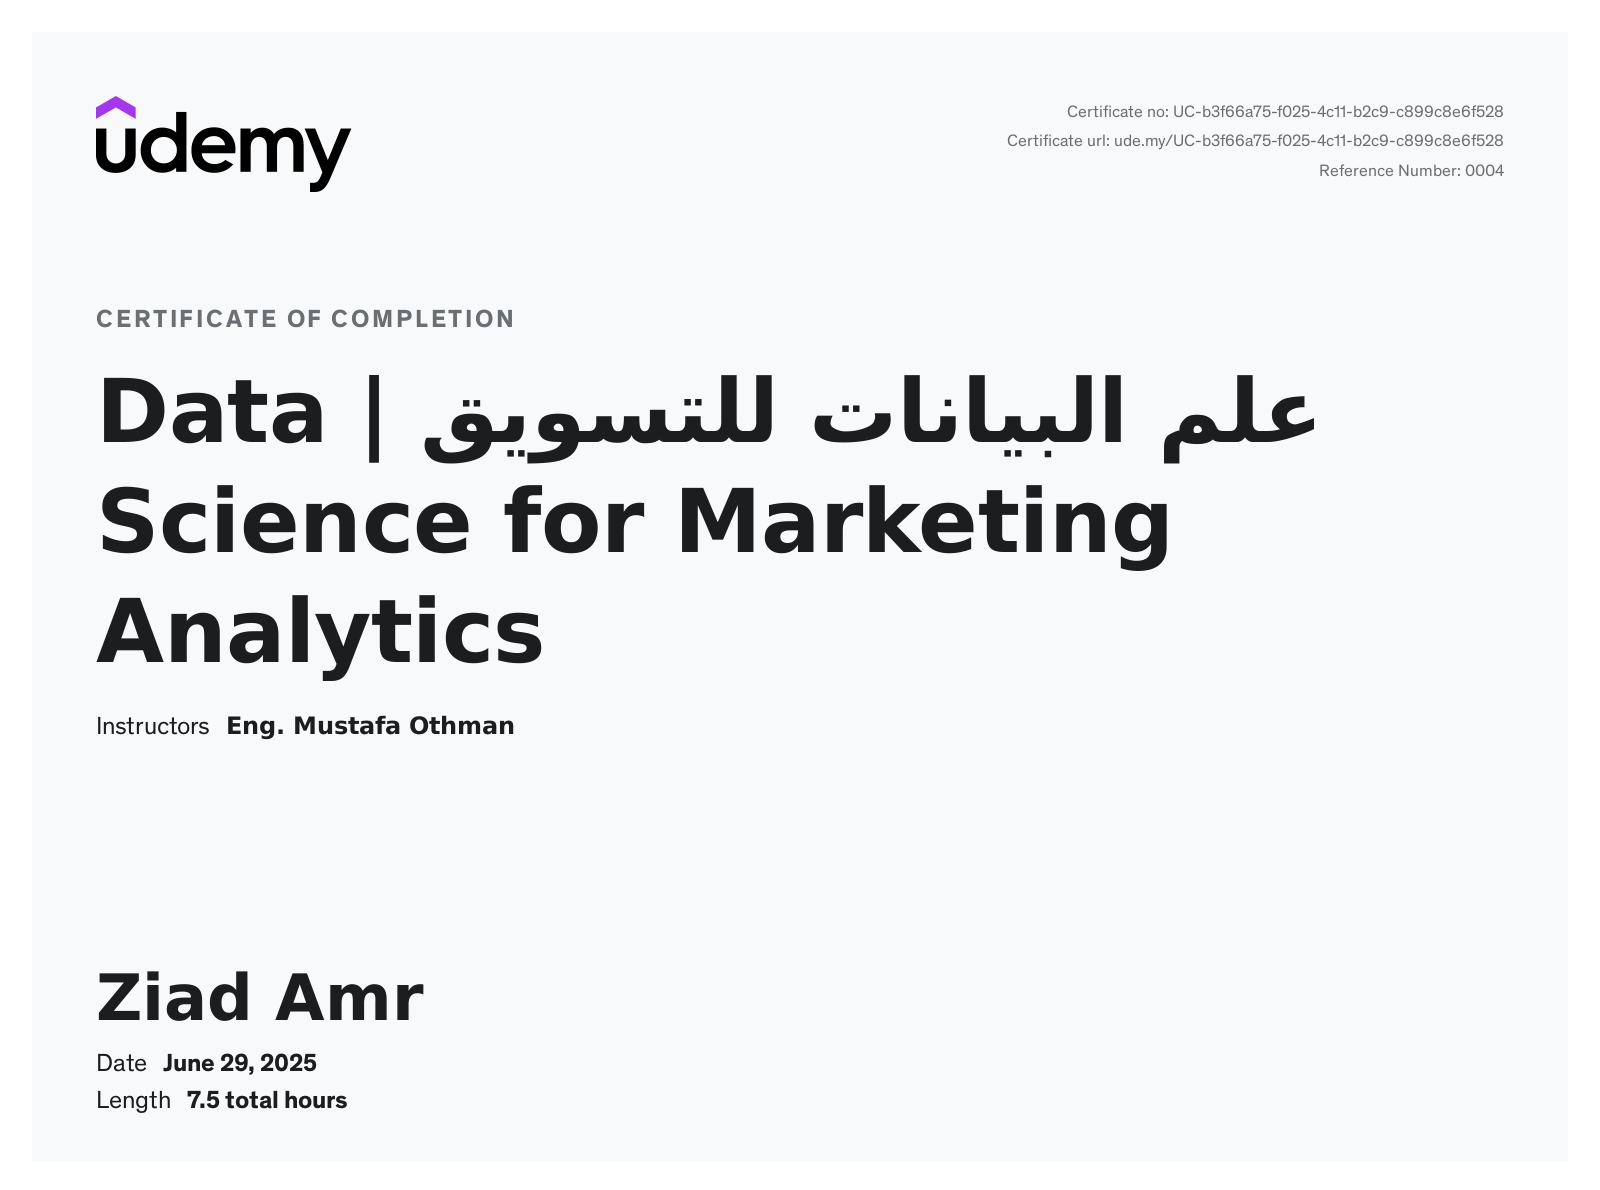 udemy
Certificate no: UC-b3f66a75-f025-4c11-b2c9-c899c8e6f528
Certificate url: ude.my/UC-b3f66a75-f025-4c11-b2c9-c899c8e6f528
Reference Number: 0004
CERTIFICATE OF COMPLETION
علم البيانات للتسويق | Data
Science for Marketing
Analytics
Instructors Eng. Mustafa Othman
Ziad Amr
Date June 29, 2025
Length 7.5 total hours